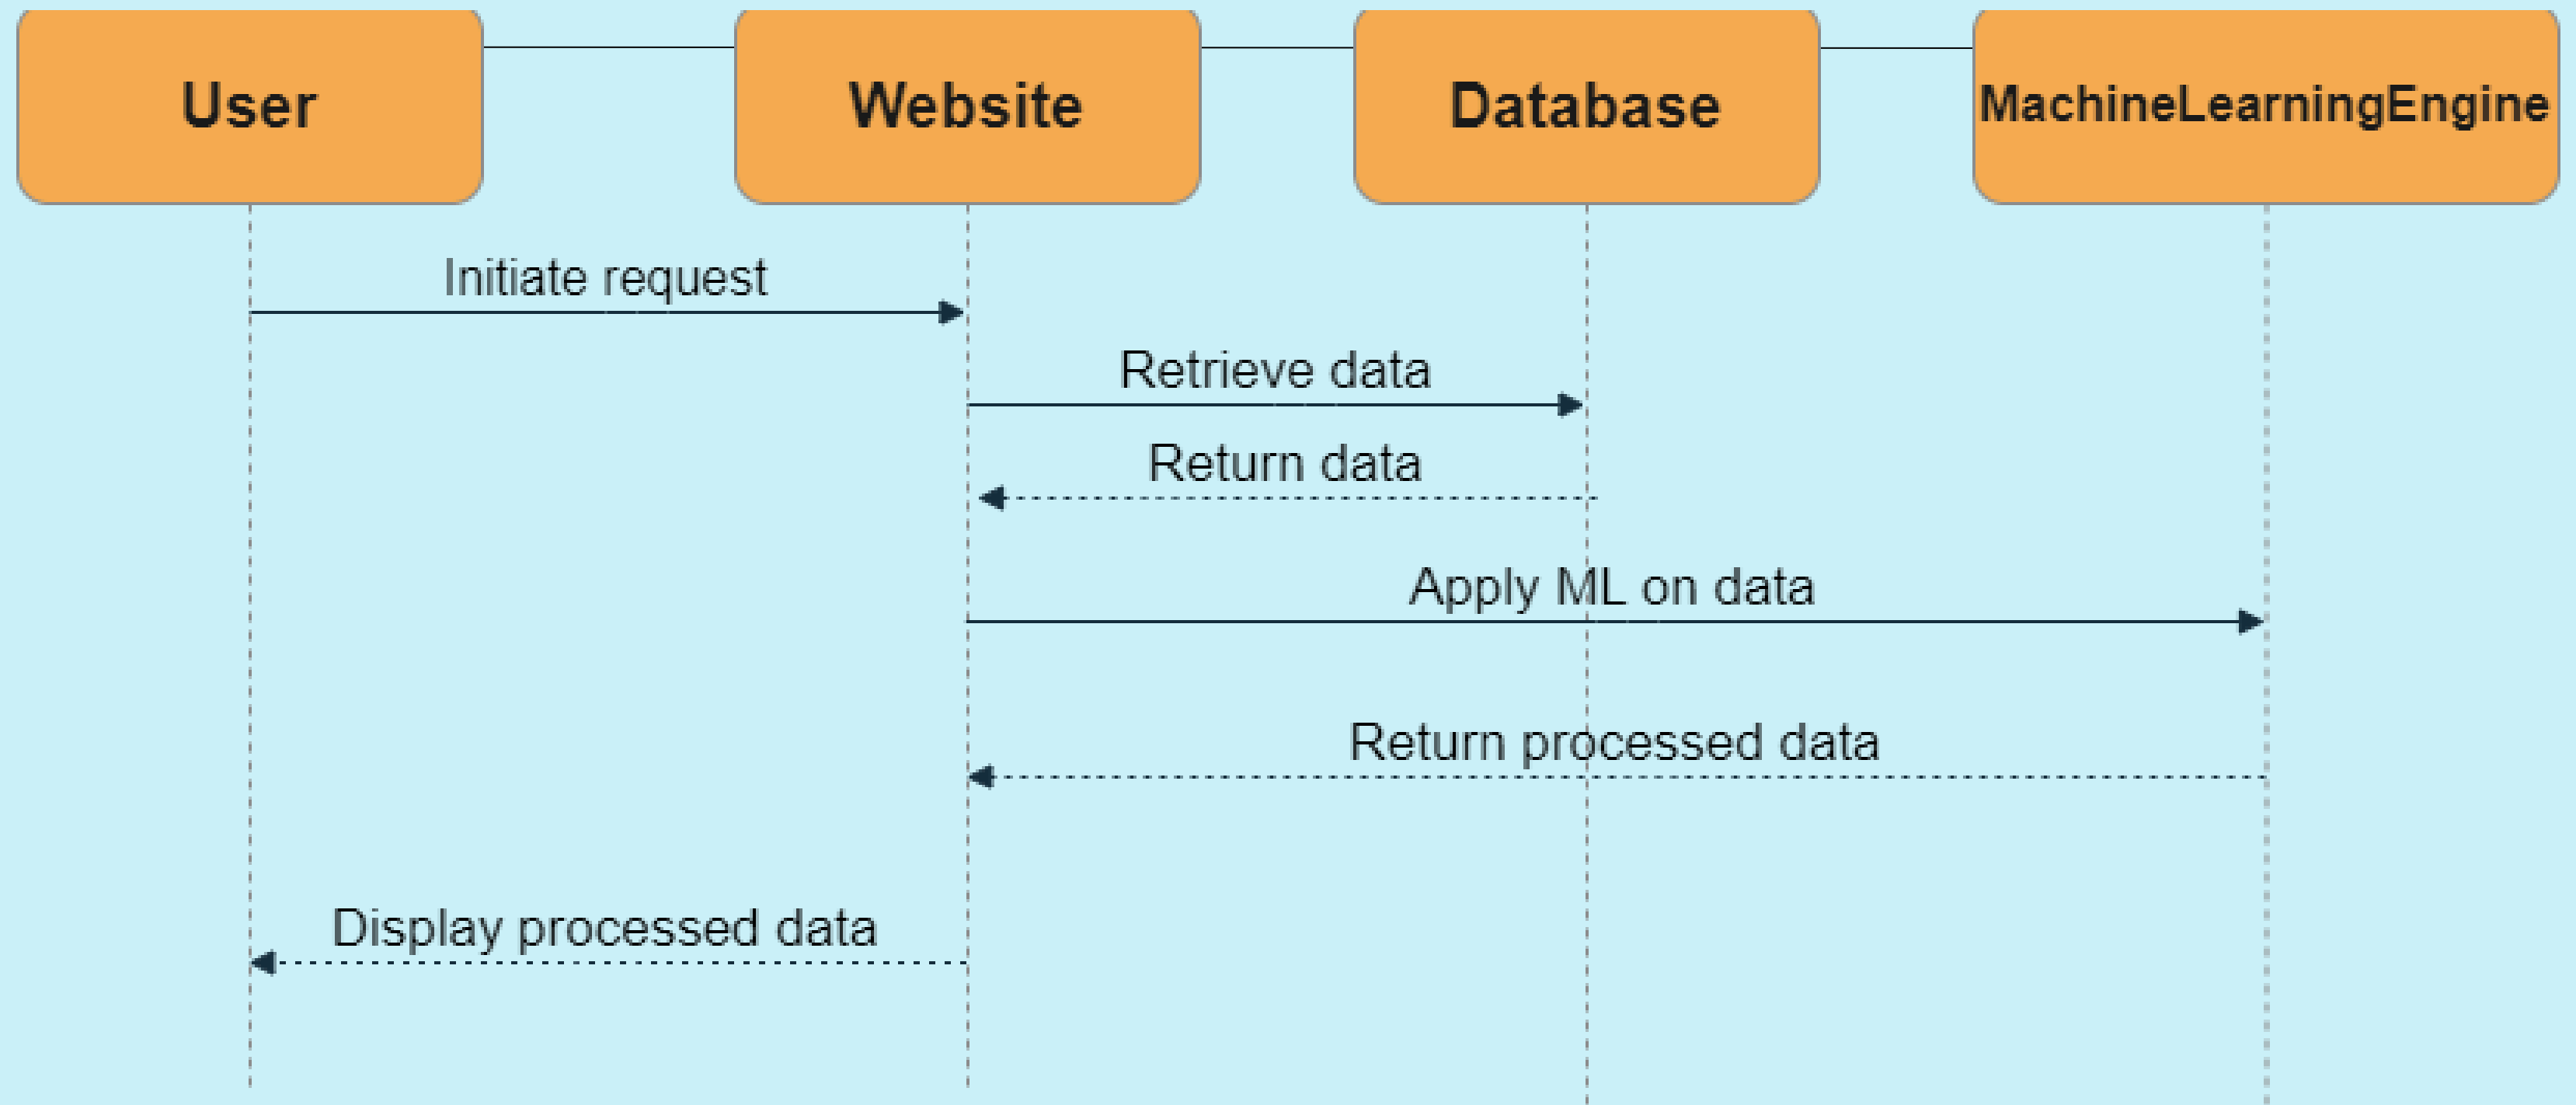 User
Website
Database
MachineLearningEngine
Initiate request
Retrieve data
Return data
Apply ML on data
Return processed data
Display processed data